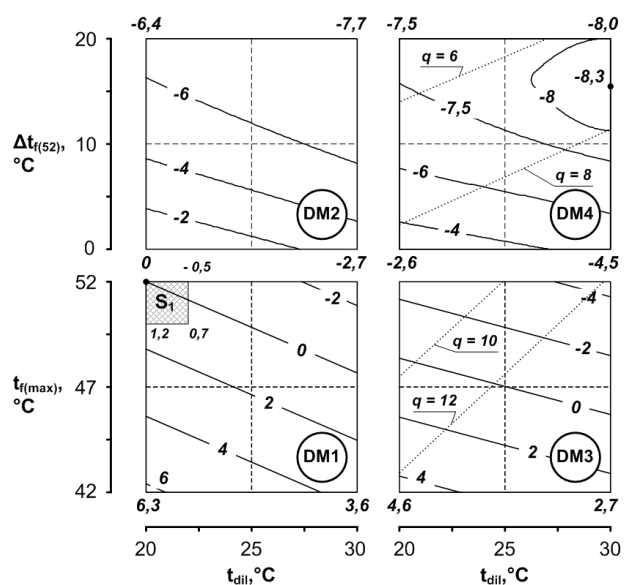 -6,4 -7,7 -7,5 -8,0
20
q = 6
-8,3
-6 -8
-7,5
Δt_f(52), 10
°C
-4 -6 q = 8
DM2 DM4
-2 -4
0
0 -2,7 -2,6 -4,5
- 0,5
52
-2 -4
S₁
1,2 0,7 q = 10
0 -2
t_f(max), 47
°C
2 q = 12 0
4 2
DM1 DM3
6 4
42
6,3 3,6 4,6 2,7
20 25 30 20 25 30
t_dil,°C t_dil,°C